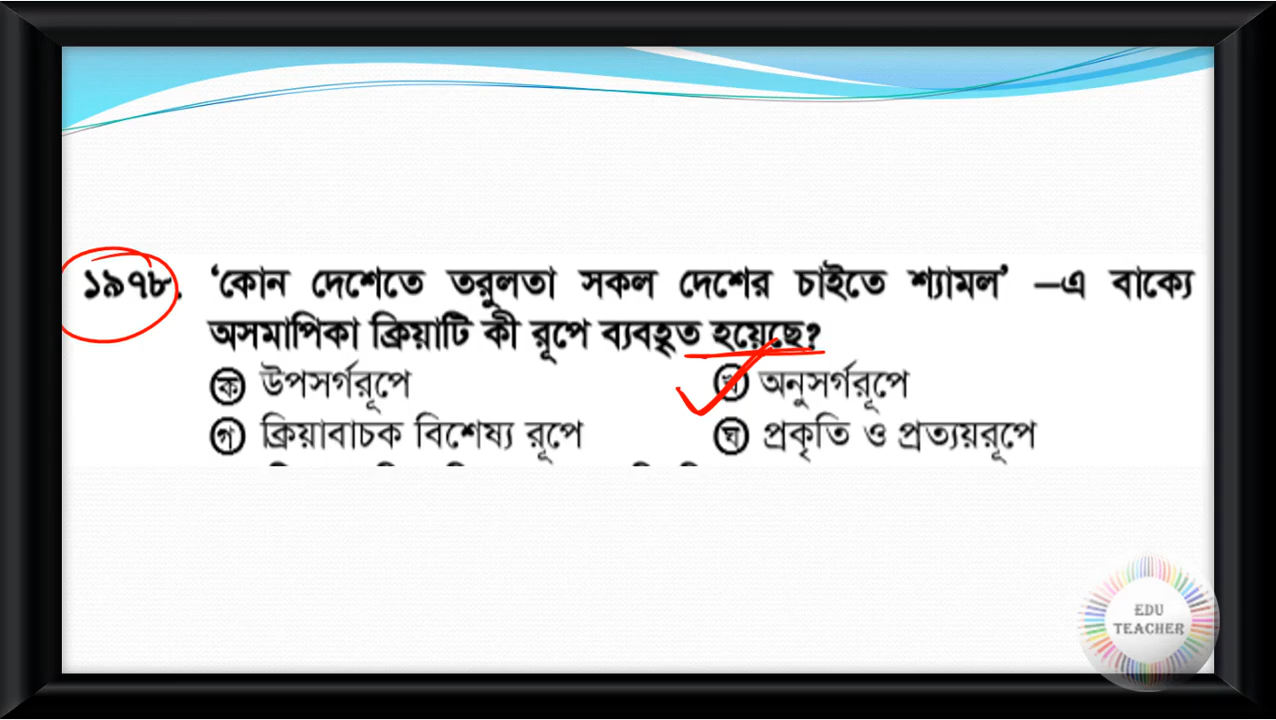 ১৯৭৮. ‘কোন দেশেতে তরুলতা সকল দেশের চাইতে শ্যামল’ –এ বাক্যে
অসমাপিকা ক্রিয়াটি কী রূপে ব্যবহৃত হয়েছে?
ক উপসর্গরূপে খ অনুসর্গরূপে
গ ক্রিয়াবাচক বিশেষ্য রূপে ঘ প্রকৃতি ও প্রত্যয়রূপে
EDU
TEACHER